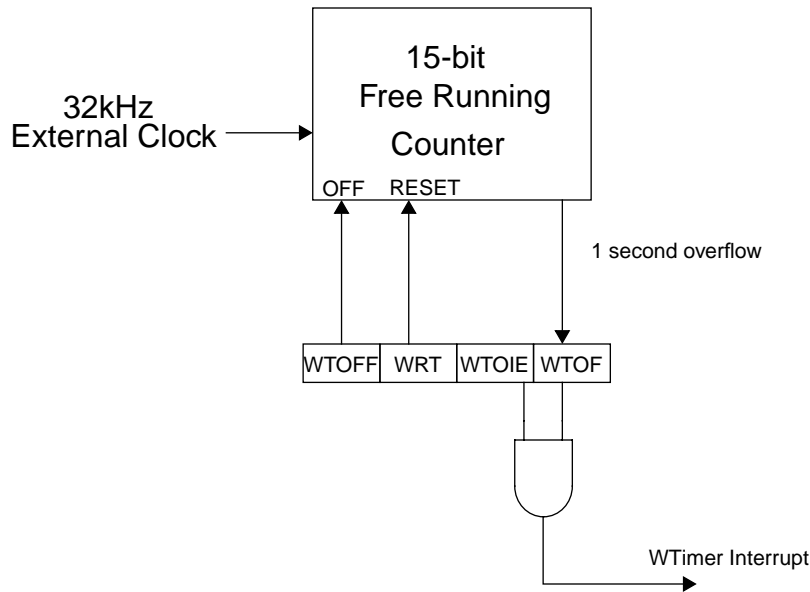 15-bit
Free Running
Counter
32kHz
External Clock
OFF RESET
1 second overflow
WTOFF WRT WTOIE WTOF
WTimer Interrupt